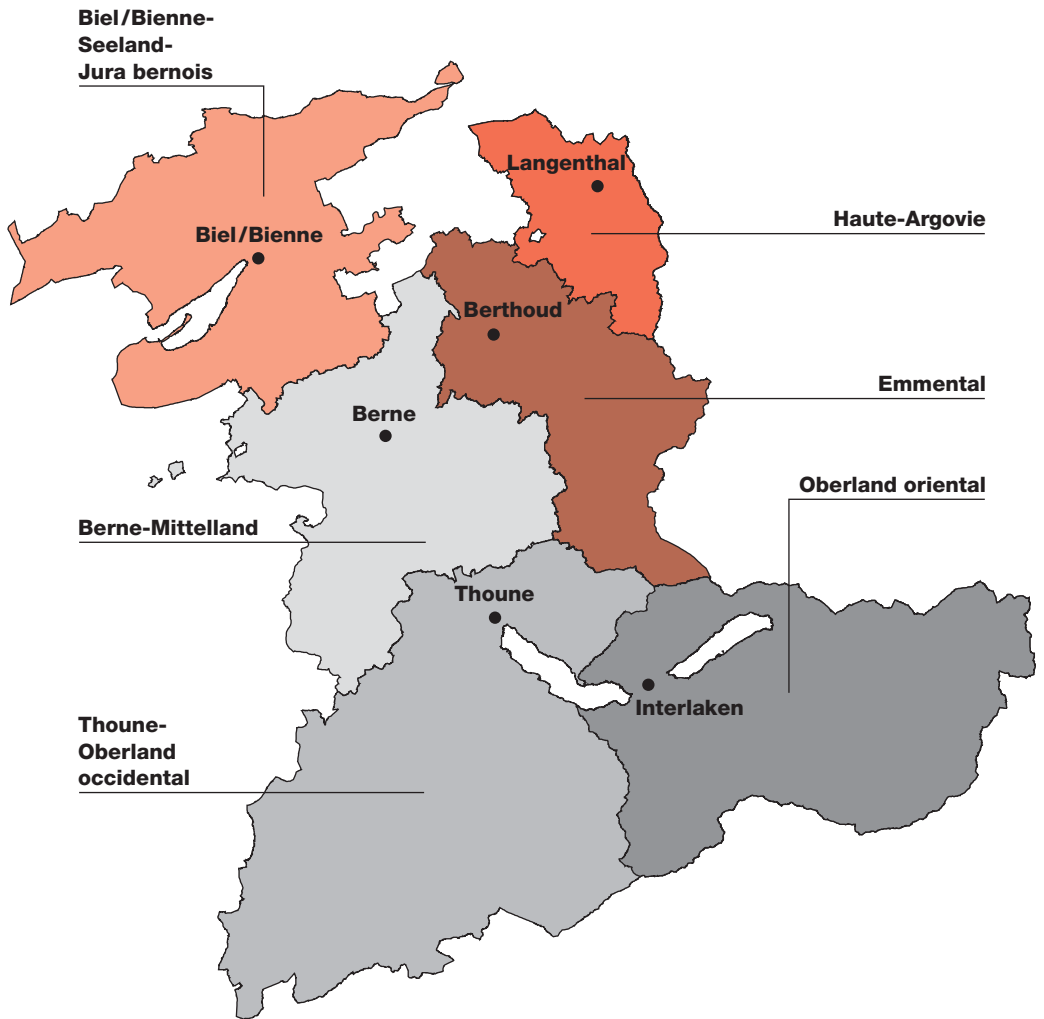 Biel/Bienne-
Seeland-
Jura bernois
Langenthal
Haute-Argovie
Biel/Bienne
Berthoud
Emmental
Berne
Oberland oriental
Berne-Mittelland
Thoune
Interlaken
Thoune-
Oberland
occidental